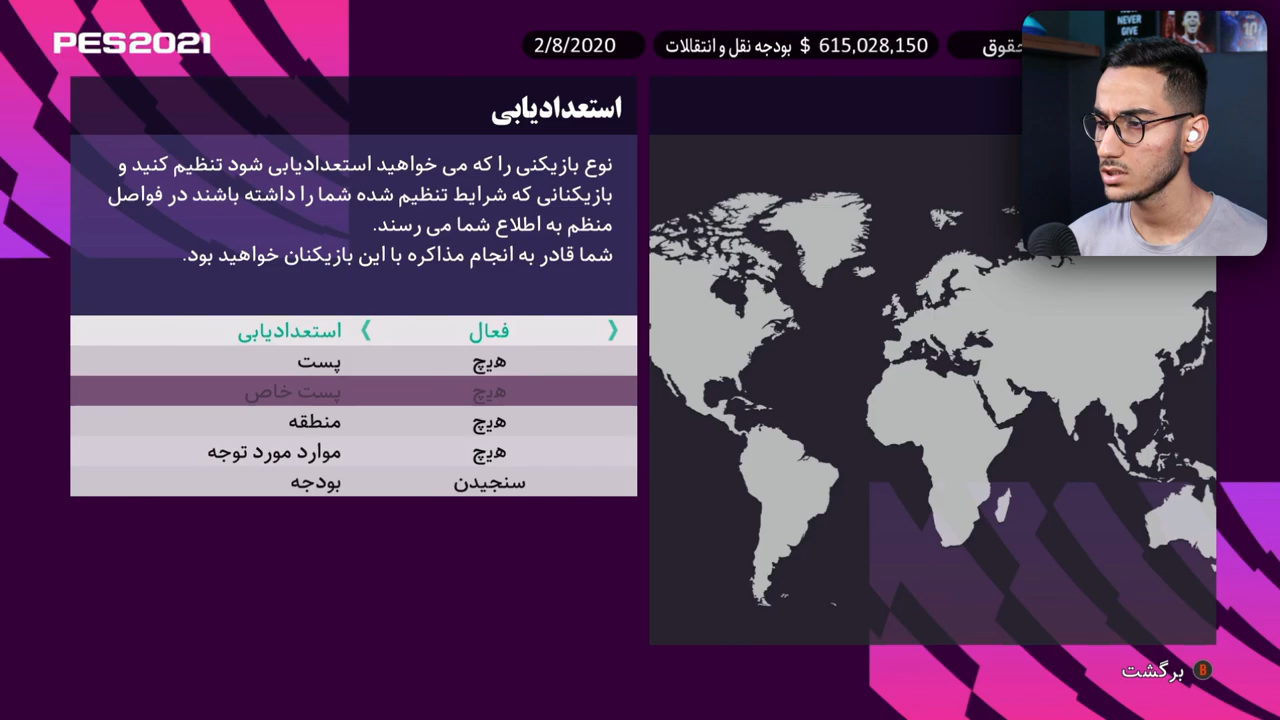 PES2021
2/8/2020
بودجه نقل و انتقالات $ 615,028,150
NEVER
GIVE
10
استعدادیابی
نوع بازیکنی را که می خواهید استعدادیابی شود تنظیم کنید و
بازیکنانی که شرایط تنظیم شده شما را داشته باشند در فواصل
منظم به اطلاع شما می رسند.
شما قادر به انجام مذاکره با این بازیکنان خواهید بود.
استعدادیابی ⟨ فعال ⟩
پست هیچ
پست خاص هیچ
منطقه هیچ
موارد مورد توجه هیچ
بودجه سنجیدن
B برگشت